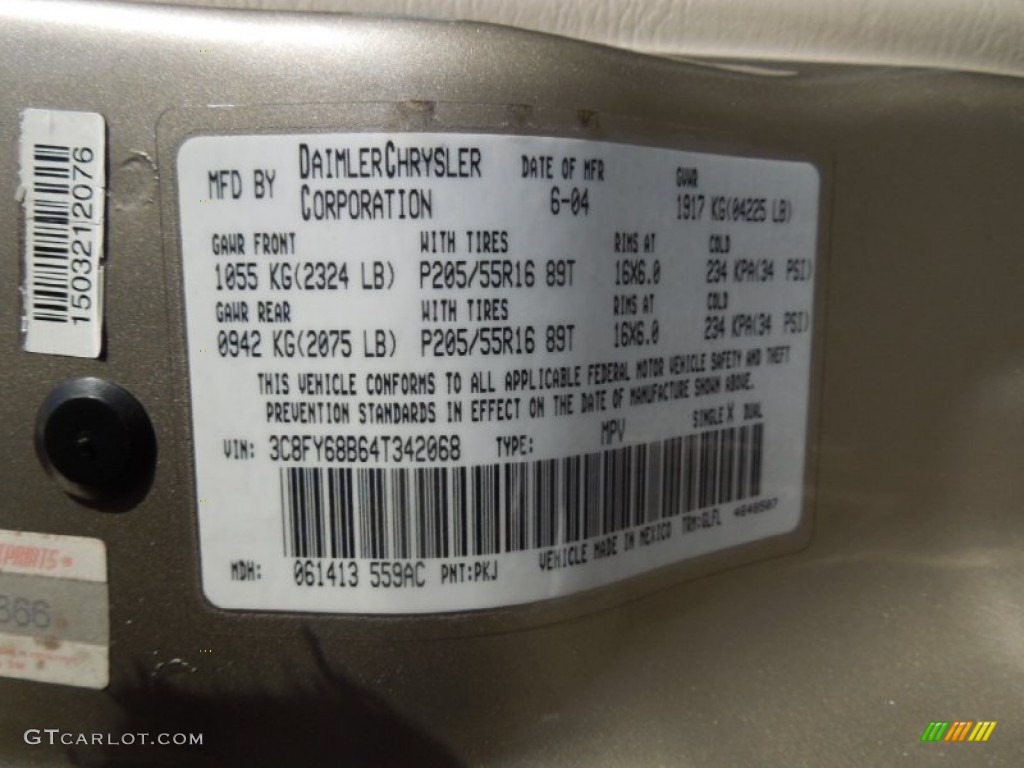 150321 2076
MFD BY DAIMLERCHRYSLER CORPORATION
DATE OF MFR 6-04
GVWR 1917 KG(04225 LB)
GAWR FRONT WITH TIRES RIMS AT COLD
1055 KG(2324 LB) P205/55R16 89T 16X6.0 234 KPA(34 PSI)
GAWR REAR WITH TIRES RIMS AT COLD
0942 KG(2075 LB) P205/55R16 89T 16X6.0 234 KPA(34 PSI)
THIS VEHICLE CONFORMS TO ALL APPLICABLE FEDERAL MOTOR VEHICLE SAFETY AND THEFT
PREVENTION STANDARDS IN EFFECT ON THE DATE OF MANUFACTURE SHOWN ABOVE.
VIN: 3C8FY68B64T342068 TYPE: MPV SINGLE X DUAL
MDH: 061413 559AC PNT:PKJ VEHICLE MADE IN MEXICO TRM:GLFL 4648507
366
GTCARLOT.COM